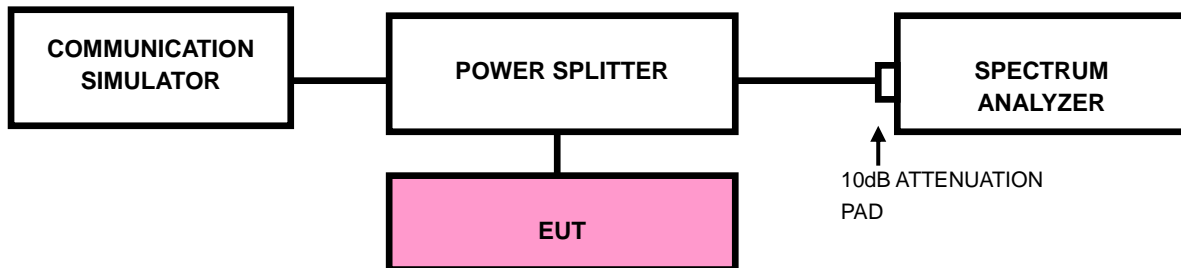 COMMUNICATION
SIMULATOR
POWER SPLITTER
SPECTRUM
ANALYZER
10dB ATTENUATION
PAD
EUT